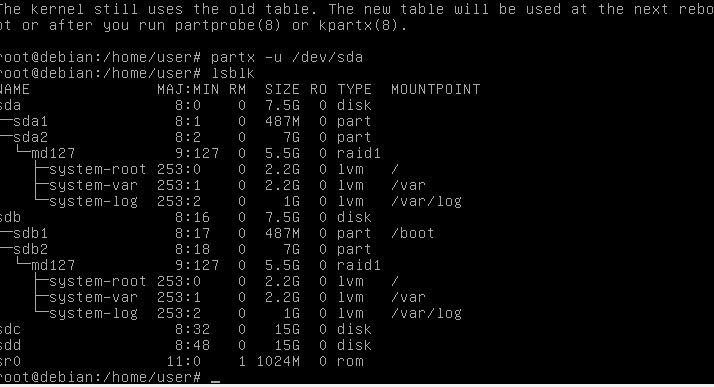 The kernel still uses the old table. The new table will be used at the next rebo
ot or after you run partprobe(8) or kpartx(8).
root@debian:/home/user# partx -u /dev/sda
root@debian:/home/user# lsblk
NAME MAJ:MIN RM SIZE RO TYPE MOUNTPOINT
sda 8:0 0 7.5G 0 disk
├─sda1 8:1 0 487M 0 part
└─sda2 8:2 0 7G 0 part
└─md127 9:127 0 5.5G 0 raid1
├─system-root 253:0 0 2.2G 0 lvm /
├─system-var 253:1 0 2.2G 0 lvm /var
└─system-log 253:2 0 1G 0 lvm /var/log
sdb 8:16 0 7.5G 0 disk
├─sdb1 8:17 0 487M 0 part /boot
└─sdb2 8:18 0 7G 0 part
└─md127 9:127 0 5.5G 0 raid1
├─system-root 253:0 0 2.2G 0 lvm /
├─system-var 253:1 0 2.2G 0 lvm /var
└─system-log 253:2 0 1G 0 lvm /var/log
sdc 8:32 0 15G 0 disk
sdd 8:48 0 15G 0 disk
sr0 11:0 1 1024M 0 rom
root@debian:/home/user# _